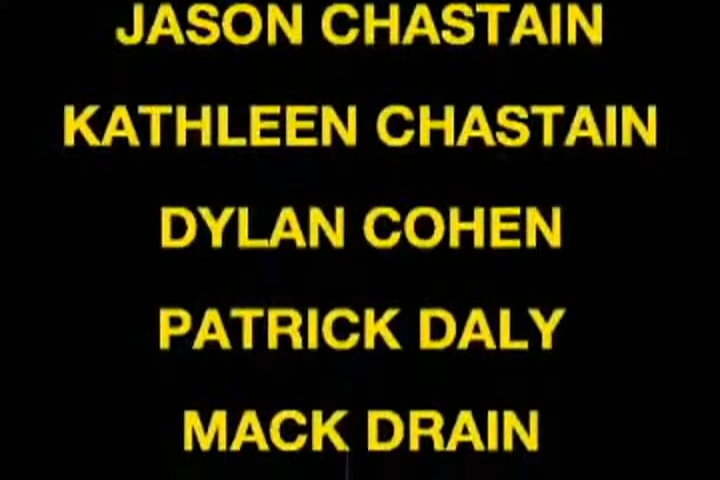 JASON CHASTAIN
KATHLEEN CHASTAIN
DYLAN COHEN
PATRICK DALY
MACK DRAIN